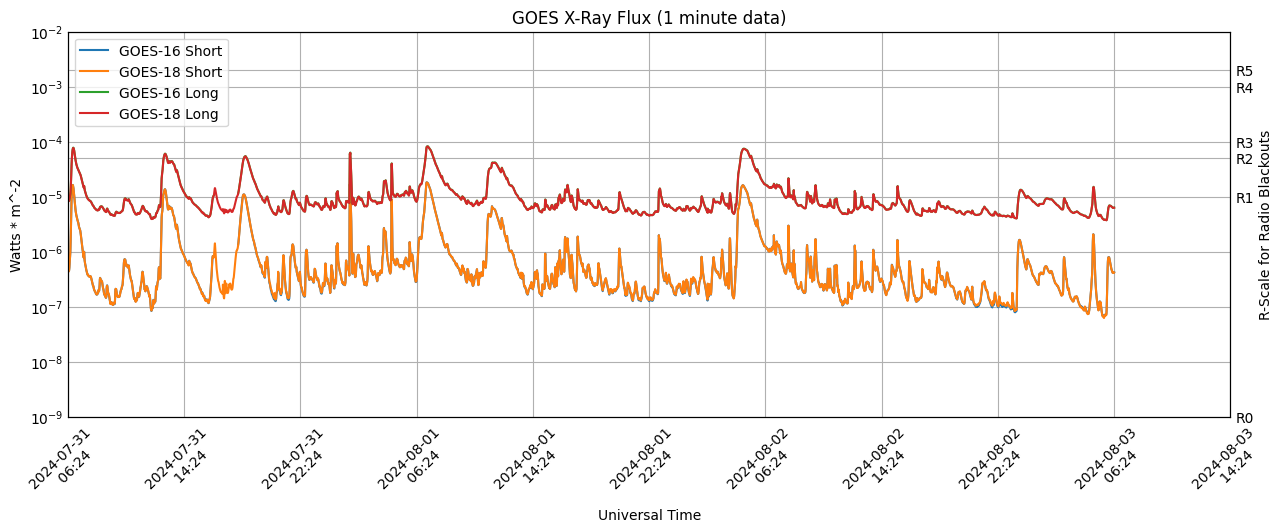 GOES X-Ray Flux (1 minute data)
GOES-16 Short
GOES-18 Short
GOES-16 Long
GOES-18 Long
Watts * m^-2
10⁻²
10⁻³
10⁻⁴
10⁻⁵
10⁻⁶
10⁻⁷
10⁻⁸
10⁻⁹
R5
R4
R3
R2
R1
R0
R-Scale for Radio Blackouts
2024-07-31
06:24
2024-07-31
14:24
2024-07-31
22:24
2024-08-01
06:24
2024-08-01
14:24
2024-08-01
22:24
2024-08-02
06:24
2024-08-02
14:24
2024-08-02
22:24
2024-08-03
06:24
2024-08-03
14:24
Universal Time